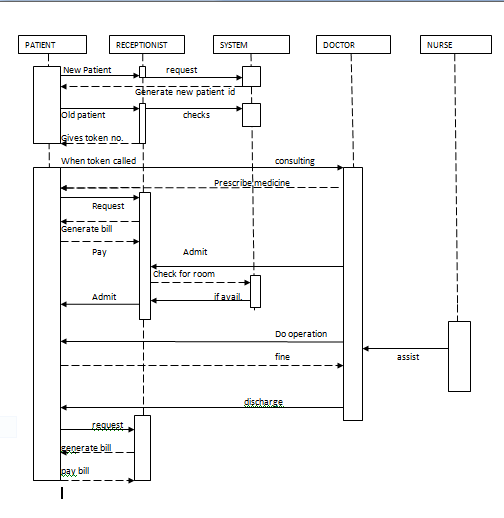 PATIENT RECEPTIONIST SYSTEM DOCTOR NURSE
New Patient request
Generate new patient id
Old patient checks
Gives token no.
When token called consulting
Prescribe medicine
Request
Generate bill
Pay Admit
Check for room
Admit if avail.
Do operation
fine assist
discharge
request
generate bill
pay bill